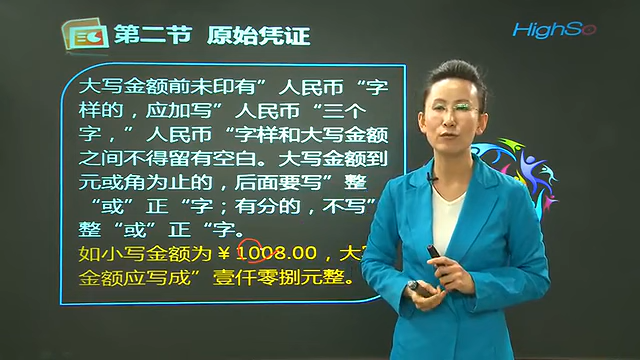 第二节 原始凭证
HighSo
大写金额前未印有”人民币“字
样的，应加写”人民币“三个
字，”人民币“字样和大写金额
之间不得留有空白。大写金额到
元或角为止的，后面要写”整
“或”正“字；有分的，不写”
整“或”正“字。
如小写金额为￥1008.00，大
金额应写成”壹仟零捌元整。